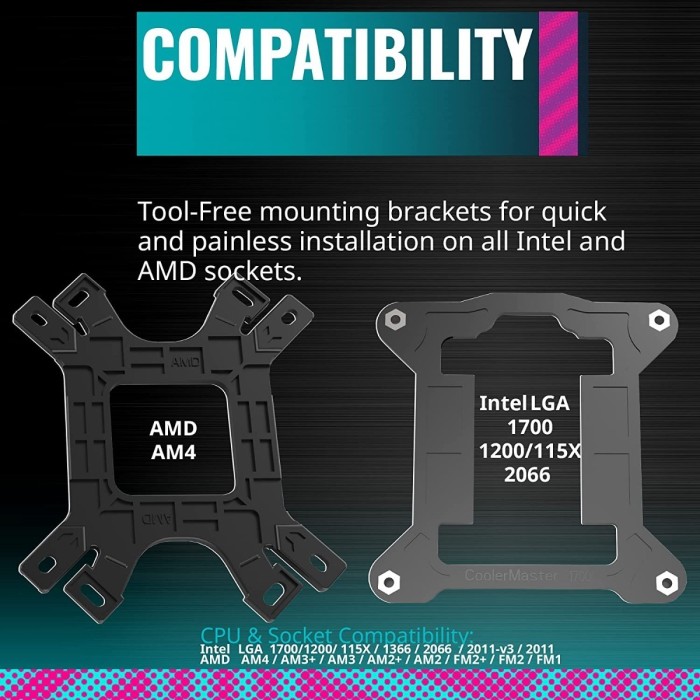 COMPATIBILITY
Tool-Free mounting brackets for quick
and painless installation on all Intel and
AMD sockets.
AMD
AMD
AM4
AMD
Intel LGA
1700
1200/115X
2066
CoolerMaster
CPU & Socket Compatibility:
Intel LGA 1700/1200/ 115X / 1366 / 2066 / 2011-v3 / 2011
AMD AM4 / AM3+ / AM3 / AM2+ / AM2 / FM2+ / FM2 / FM1